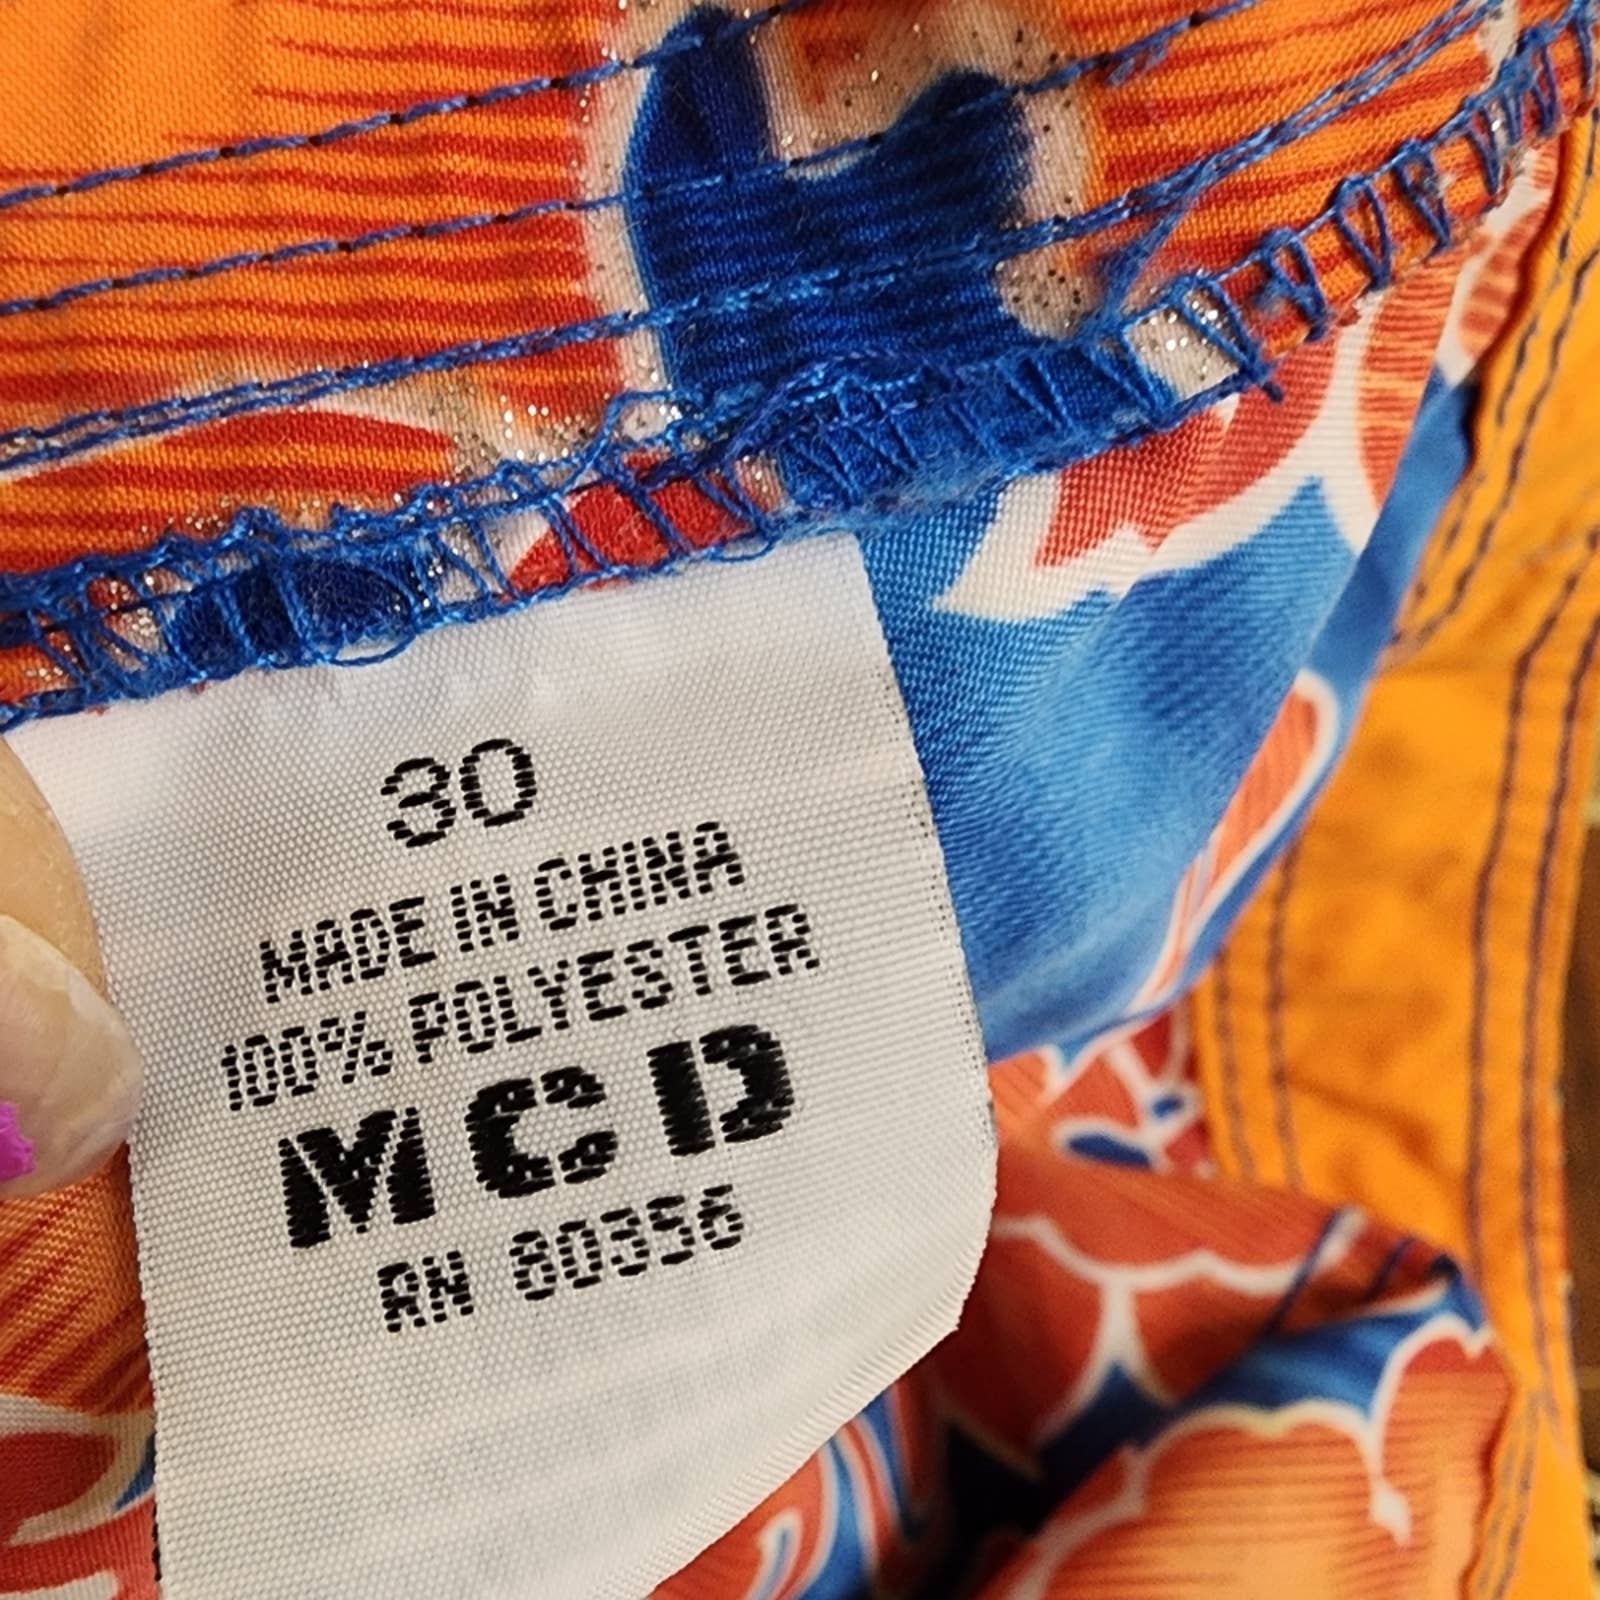 30
MADE IN CHINA
100% POLYESTER
MCD
RN 80356